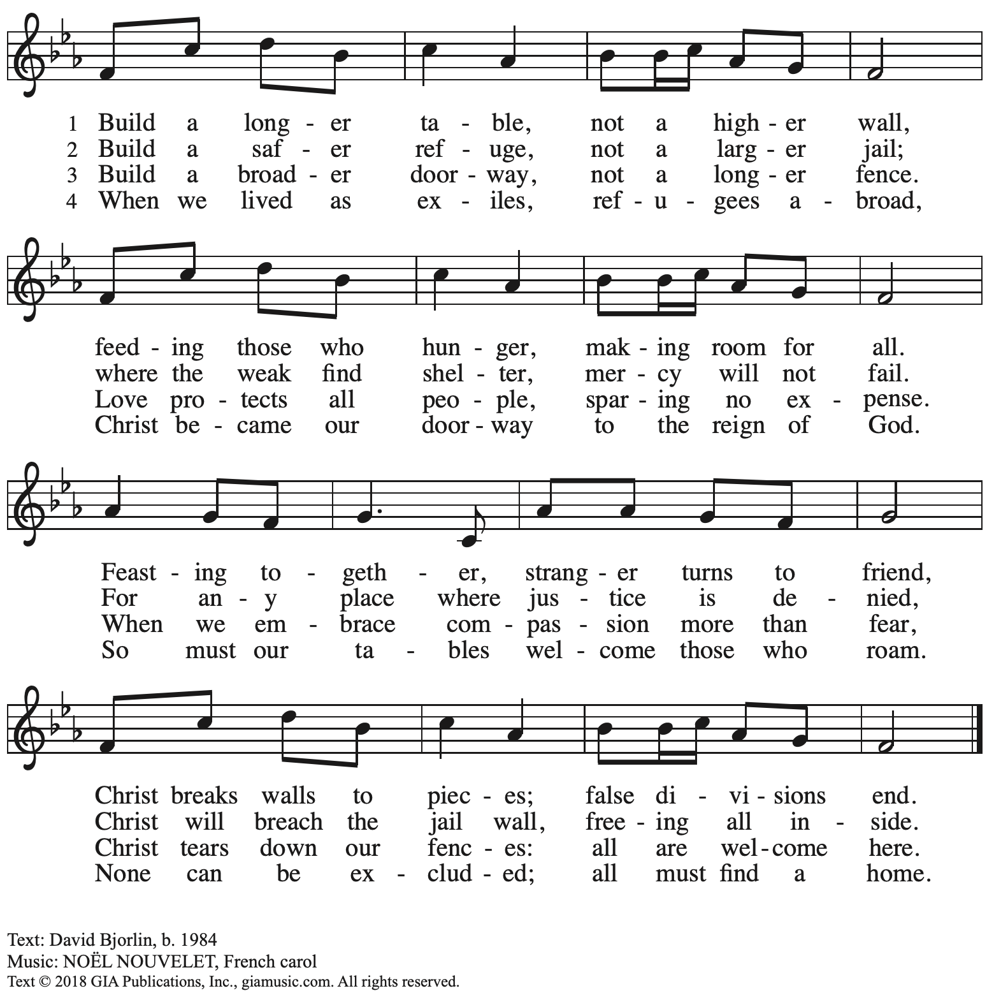 1 Build a long - er ta - ble, not a high - er wall,
2 Build a saf - er ref - uge, not a larg - er jail;
3 Build a broad - er door - way, not a long - er fence.
4 When we lived as ex - iles, ref - u - gees a - broad,
feed - ing those who hun - ger, mak - ing room for all.
where the weak find shel - ter, mer - cy will not fail.
Love pro - tects all peo - ple, spar - ing no ex - pense.
Christ be - came our door - way to the reign of God.
Feast - ing to - geth - er, strang - er turns to friend,
For an - y place where jus - tice is de - nied,
When we em - brace com - pas - sion more than fear,
So must our ta - bles wel - come those who roam.
Christ breaks walls to piec - es; false di - vi - sions end.
Christ will breach the jail wall, free - ing all in - side.
Christ tears down our fenc - es: all are wel - come here.
None can be ex - clud - ed; all must find a home.
Text: David Bjorlin, b. 1984
Music: NOËL NOUVELET, French carol
Text © 2018 GIA Publications, Inc., giamusic.com. All rights reserved.